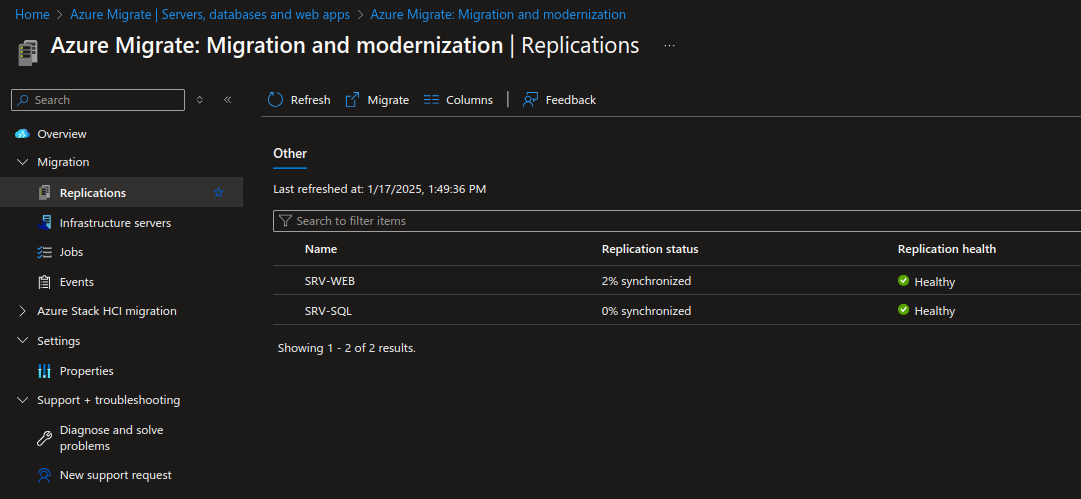 Home > Azure Migrate | Servers, databases and web apps > Azure Migrate: Migration and modernization
Azure Migrate: Migration and modernization | Replications ...
Search
Refresh Migrate Columns | Feedback
Overview
Migration
Replications
Infrastructure servers
Jobs
Events
Azure Stack HCI migration
Settings
Properties
Support + troubleshooting
Diagnose and solve
problems
New support request
Other
Last refreshed at: 1/17/2025, 1:49:36 PM
Search to filter items
Name Replication status Replication health
SRV-WEB 2% synchronized Healthy
SRV-SQL 0% synchronized Healthy
Showing 1 - 2 of 2 results.